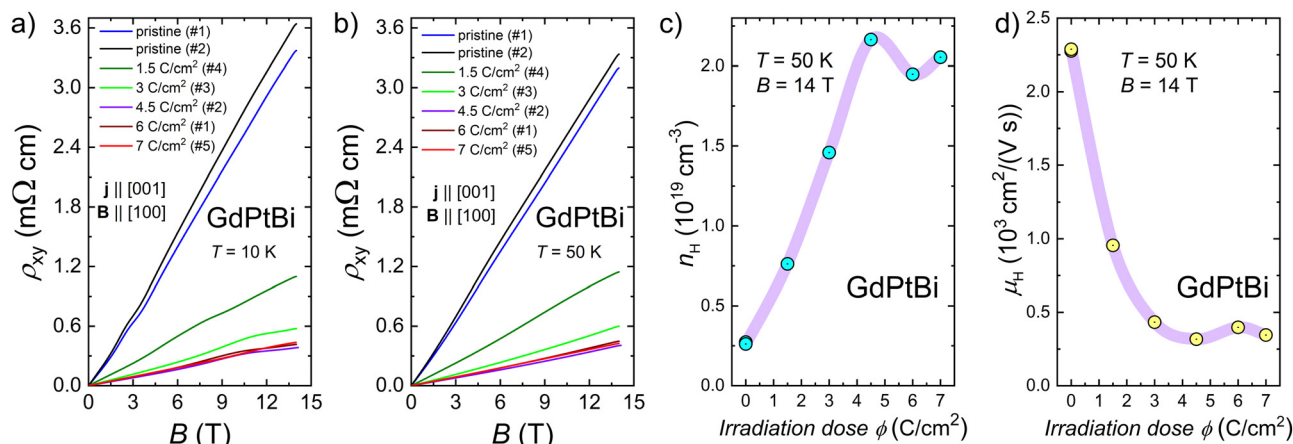 a)
3.6
3.0
2.4
1.8
1.2
0.6
0.0
ρxy (mΩ cm)
pristine (#1)
pristine (#2)
1.5 C/cm² (#4)
3 C/cm² (#3)
4.5 C/cm² (#2)
6 C/cm² (#1)
7 C/cm² (#5)
j || [001]
B || [100]
GdPtBi
T = 10 K
0 3 6 9 12 15
B (T)
b)
3.6
3.0
2.4
1.8
1.2
0.6
0.0
ρxy (mΩ cm)
pristine (#1)
pristine (#2)
1.5 C/cm² (#4)
3 C/cm² (#3)
4.5 C/cm² (#2)
6 C/cm² (#1)
7 C/cm² (#5)
j || [001]
B || [100]
GdPtBi
T = 50 K
0 3 6 9 12 15
B (T)
c)
2.0
1.5
1.0
0.5
0.0
nH (10¹⁹ cm⁻³)
T = 50 K
B = 14 T
GdPtBi
0 1 2 3 4 5 6 7
Irradiation dose ϕ (C/cm²)
d)
2.5
2.0
1.5
1.0
0.5
0.0
μH (10³ cm²/(V s))
T = 50 K
B = 14 T
GdPtBi
0 1 2 3 4 5 6 7
Irradiation dose ϕ (C/cm²)